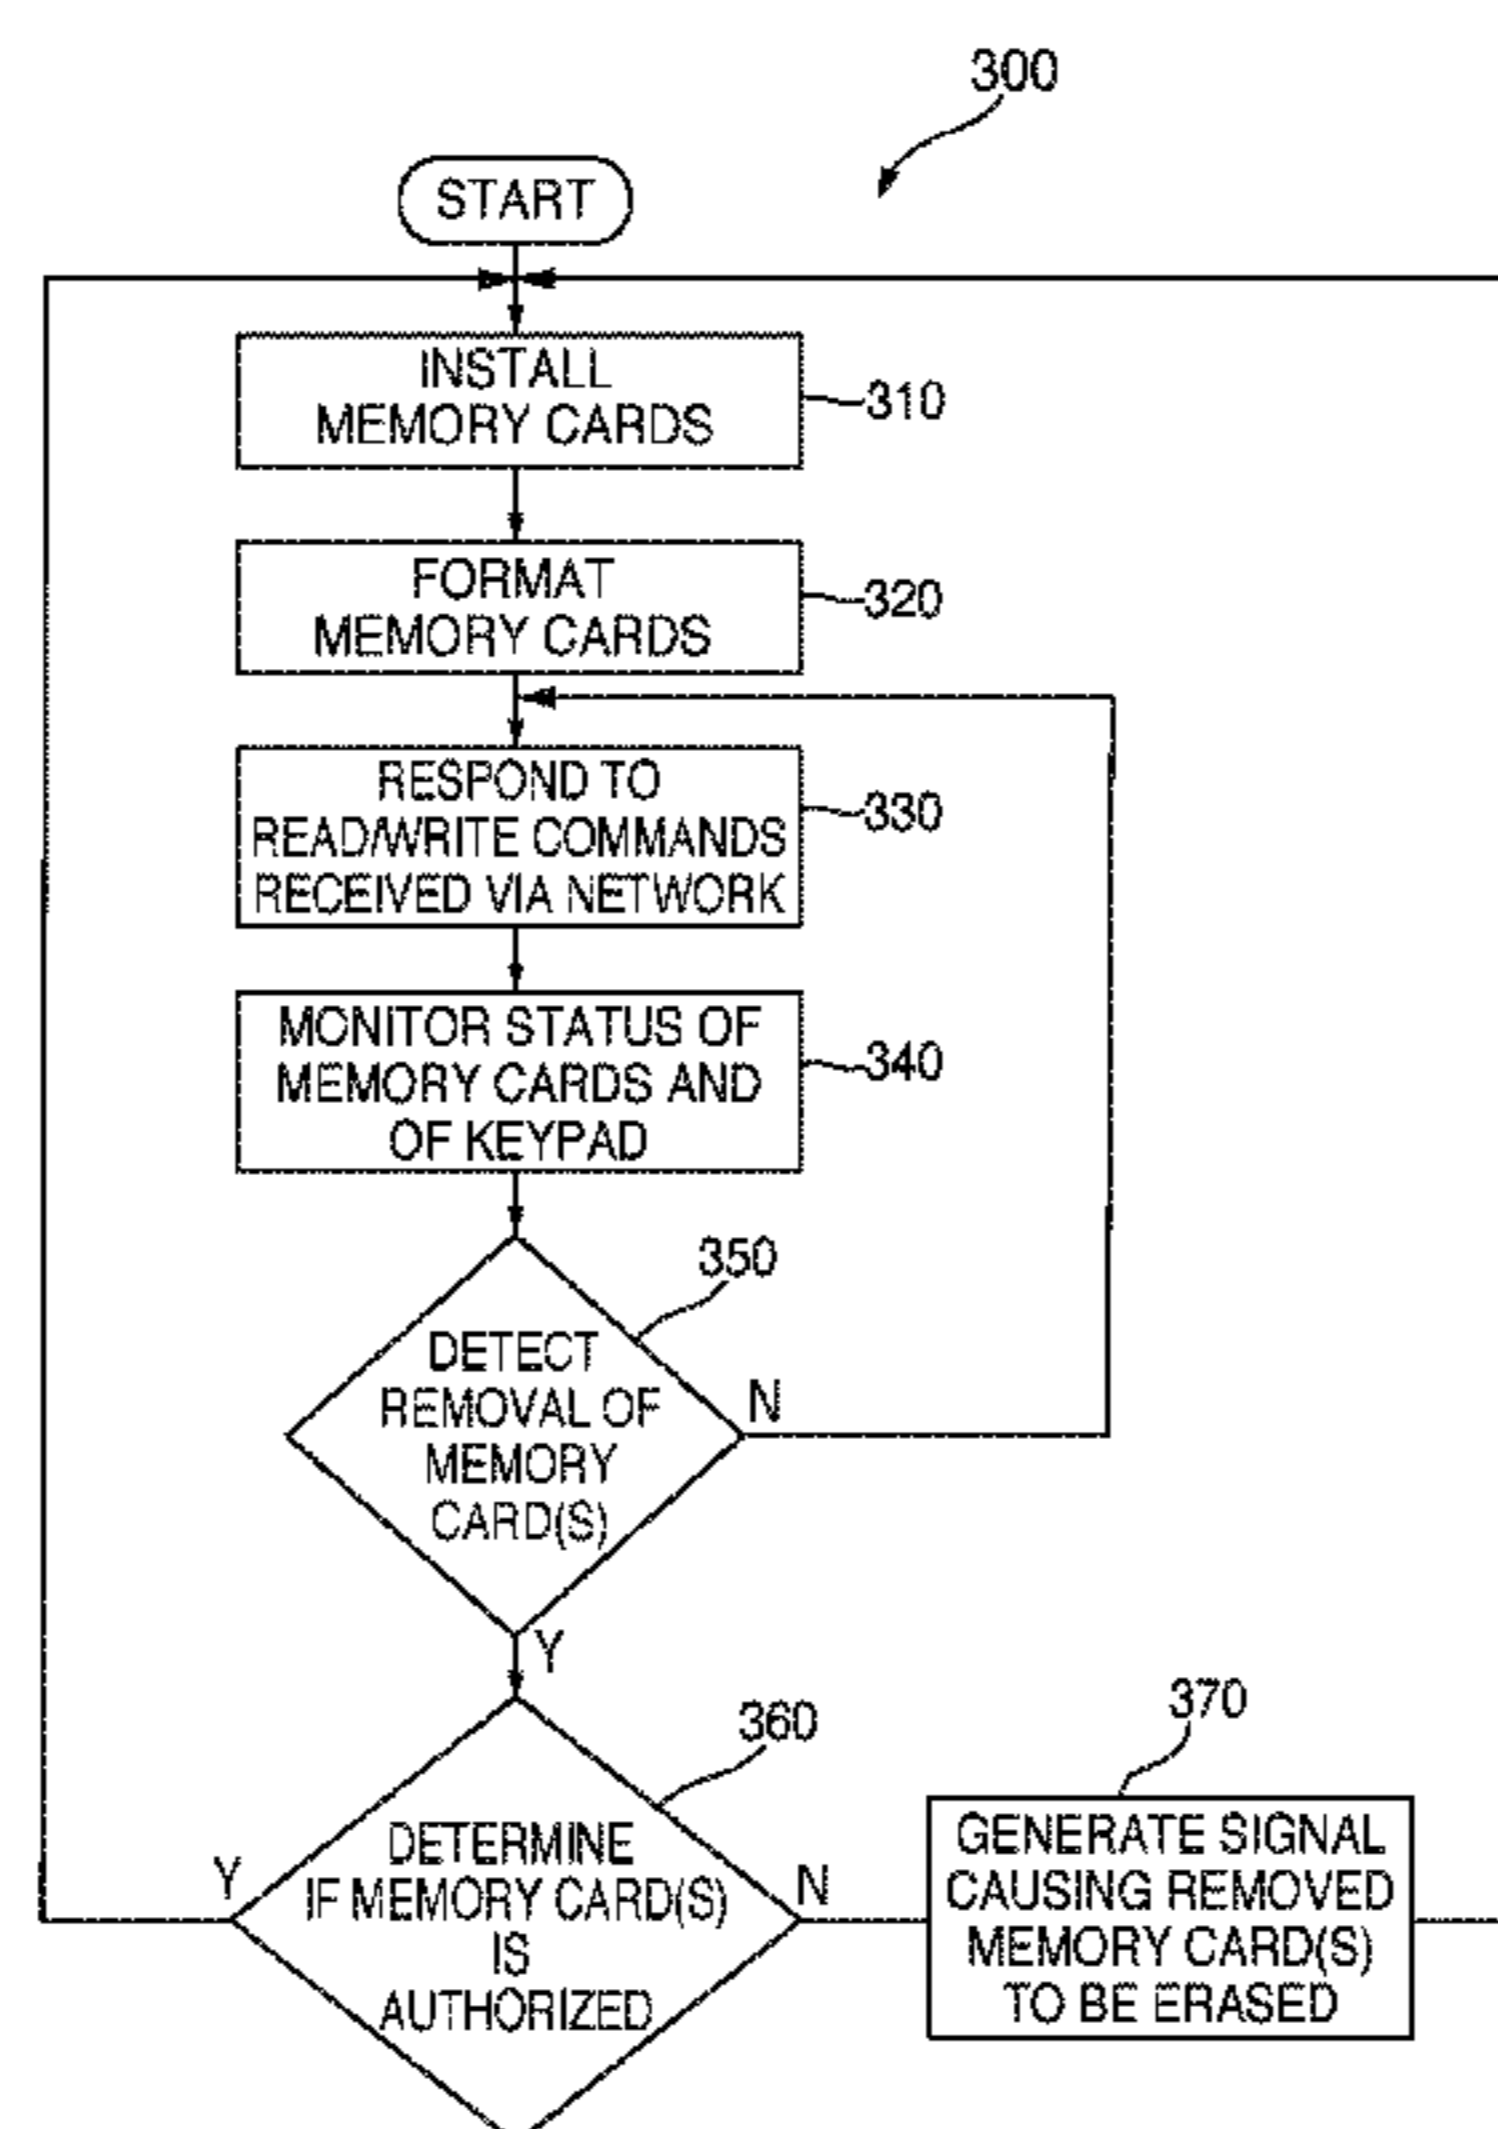 300
START
INSTALL
MEMORY CARDS
310
FORMAT
MEMORY CARDS
320
RESPOND TO
READ/WRITE COMMANDS
RECEIVED VIA NETWORK
330
MONITOR STATUS OF
MEMORY CARDS AND
OF KEYPAD
340
350
DETECT
REMOVAL OF
MEMORY
CARD(S)
N
Y
360
DETERMINE
IF MEMORY CARD(S)
IS
AUTHORIZED
Y
N
370
GENERATE SIGNAL
CAUSING REMOVED
MEMORY CARD(S)
TO BE ERASED